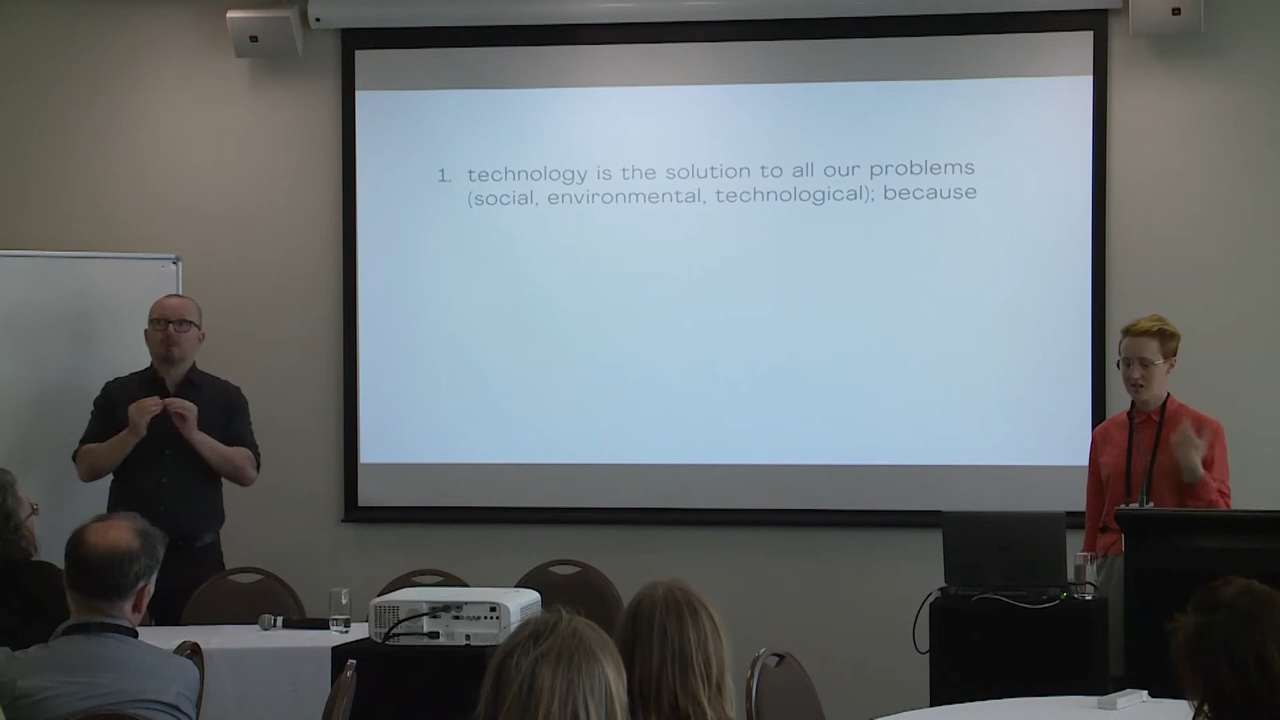 1. technology is the solution to all our problems
(social, environmental, technological); because